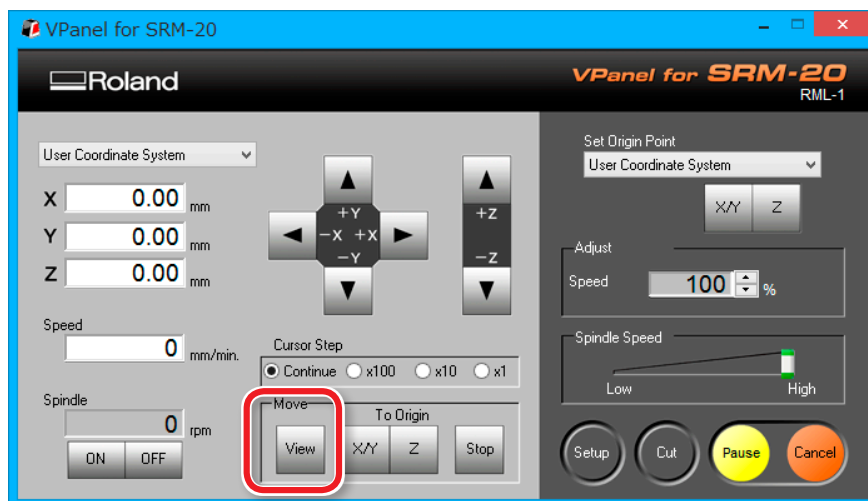 VPanel for SRM-20
Roland
VPanel for SRM-20
RML-1
User Coordinate System
X 0.00 mm
Y 0.00 mm
Z 0.00 mm
Speed
0 mm/min.
Spindle
0 rpm
ON OFF
+Y
-X +X
-Y
+Z
-Z
Cursor Step
Continue x100 x10 x1
Move
To Origin
View X/Y Z Stop
Set Origin Point
User Coordinate System
X/Y Z
Adjust
Speed 100 %
Spindle Speed
Low High
Setup Cut Pause Cancel